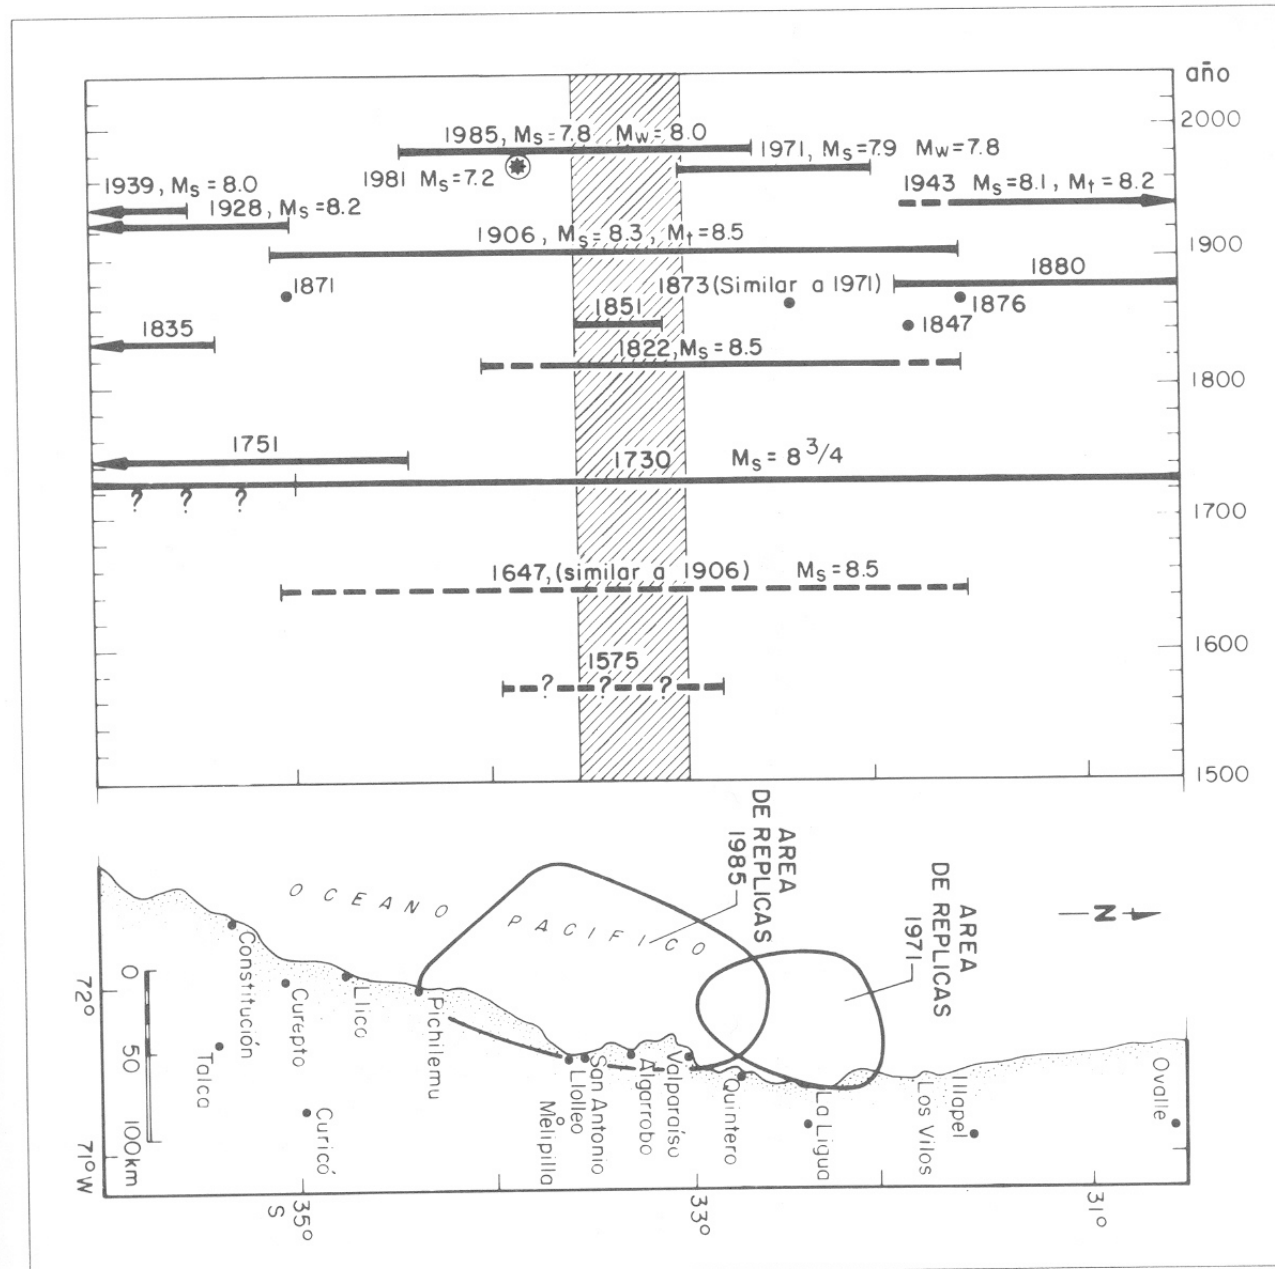 año
2000
1985, Ms=7.8 Mw=8.0
1971, Ms=7.9 Mw=7.8
1981 Ms=7.2
1939, Ms=8.0
1943 Ms=8.1, Mt=8.2
1928, Ms=8.2
1906, Ms=8.3, Mt=8.5
1900
1880
1871
1873 (Similar a 1971)
1876
1851
1847
1835
1822, Ms=8.5
1800
1751
1730 Ms = 8 3/4
? ? ?
1700
1647, (similar a 1906) Ms=8.5
1600
1575
? ? ?
1500
AREA
DE REPLICAS
1985
AREA
DE REPLICAS
1971
N
OCEANO PACIFICO
Constitución
Talca
Curepto
Curicó
Llico
Pichilemu
Llolleo
San Antonio
Melipilla
Algarrobo
Valparaíso
Quintero
La Ligua
Los Vilos
Illapel
Ovalle
0
50
100 km
72°
71° W
35°
S
33°
31°